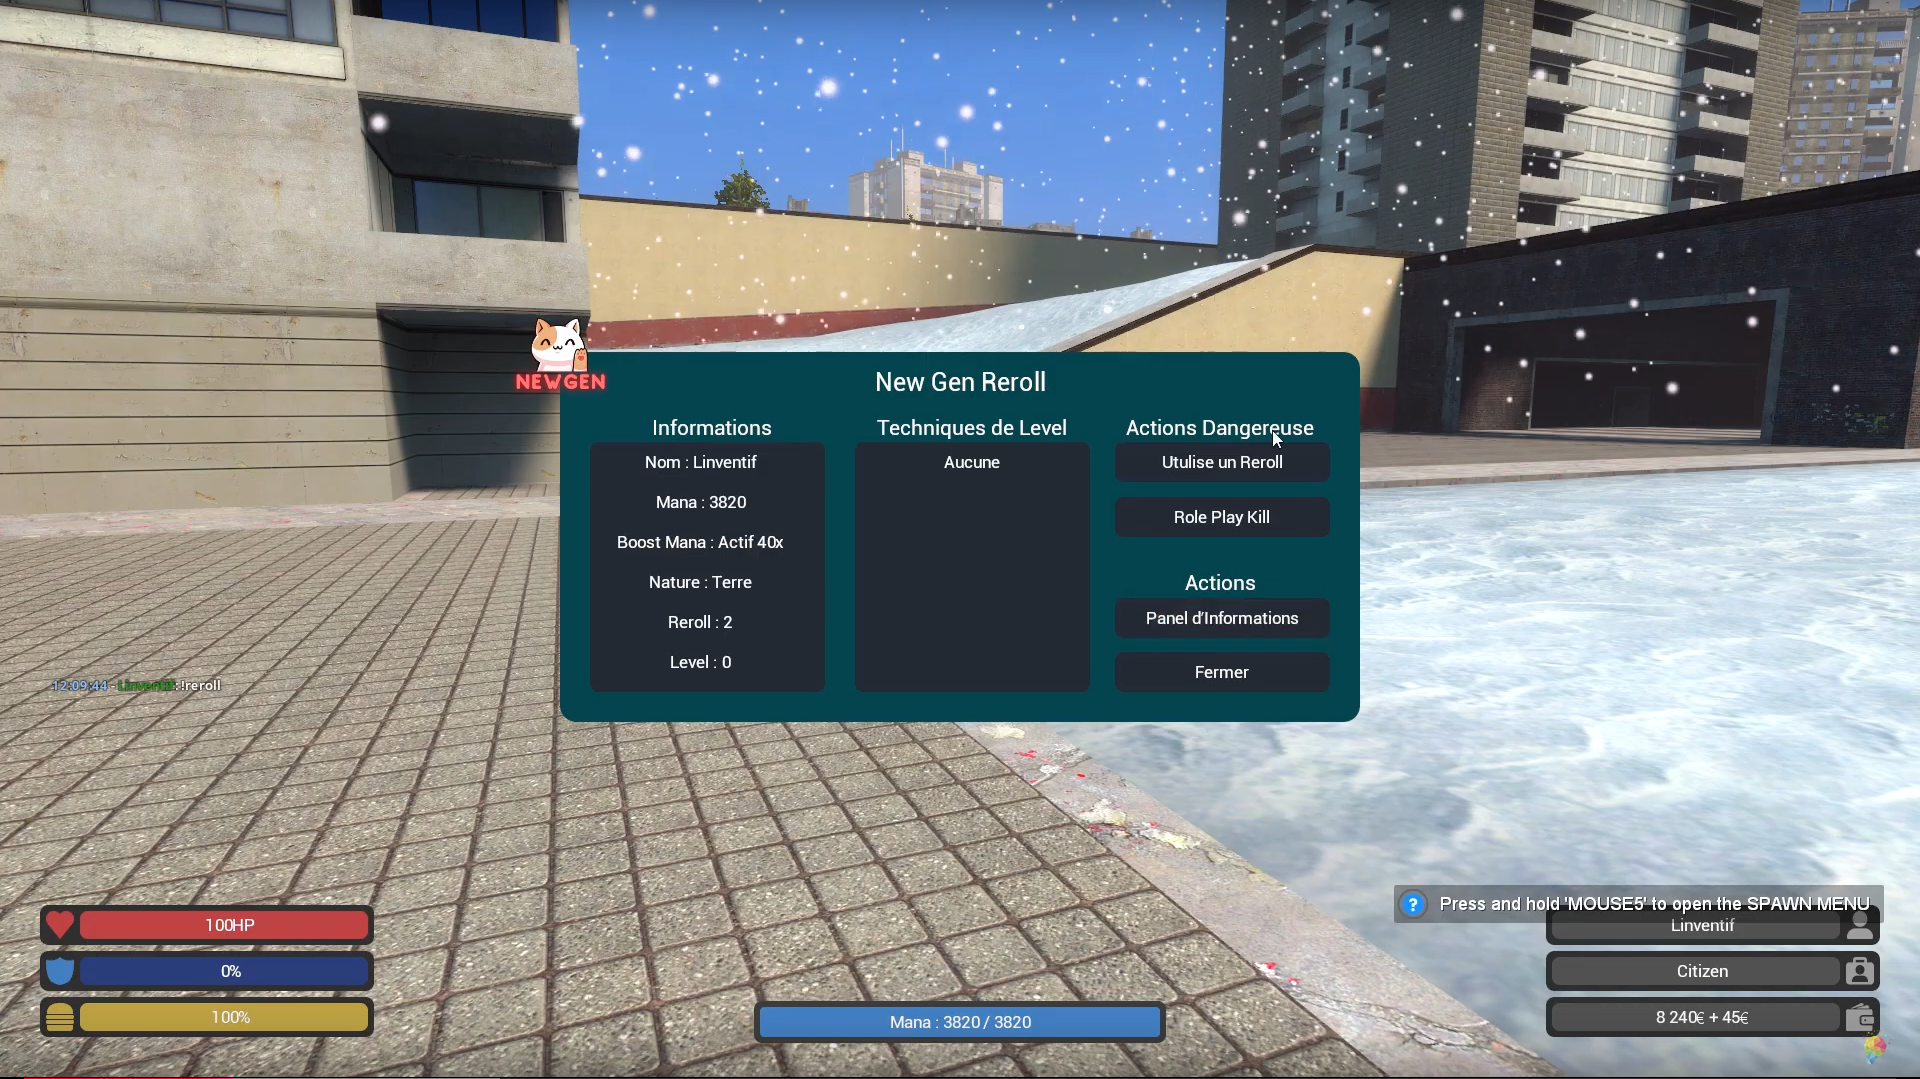 NEWGEN
New Gen Reroll
Informations
Nom : Linventif
Mana : 3820
Boost Mana : Actif 40x
Nature : Terre
Reroll : 2
Level : 0
Techniques de Level
Aucune
Actions Dangereuse
Utulise un Reroll
Role Play Kill
Actions
Panel d'Informations
Fermer
12:09:44 - Linventif: !reroll
Press and hold 'MOUSE5' to open the SPAWN MENU
100HP
0%
100%
Mana : 3820 / 3820
Linventif
Citizen
8 240€ + 45€